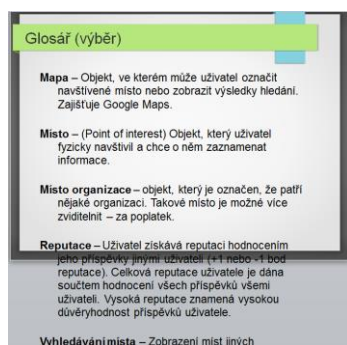 Glosář (výběr)
Mapa – Objekt, ve kterém může uživatel označit
navštívené místo nebo zobrazit výsledky hledání.
Zajišťuje Google Maps.
Místo – (Point of interest) Objekt, který uživatel
fyzicky navštívil a chce o něm zaznamenat
informace.
Místo organizace – objekt, který je označen, že patří
nějaké organizaci. Takové místo je možné více
zviditelnit – za poplatek.
Reputace – Uživatel získává reputaci hodnocením
jeho příspěvky jinými uživateli (+1 nebo -1 bod
reputace). Celková reputace uživatele je dána
součtem hodnocení všech příspěvků všemi
uživateli. Vysoká reputace znamená vysokou
důvěryhodnost příspěvků uživatele.
Vyhledávání místa – Zobrazení míst jiných